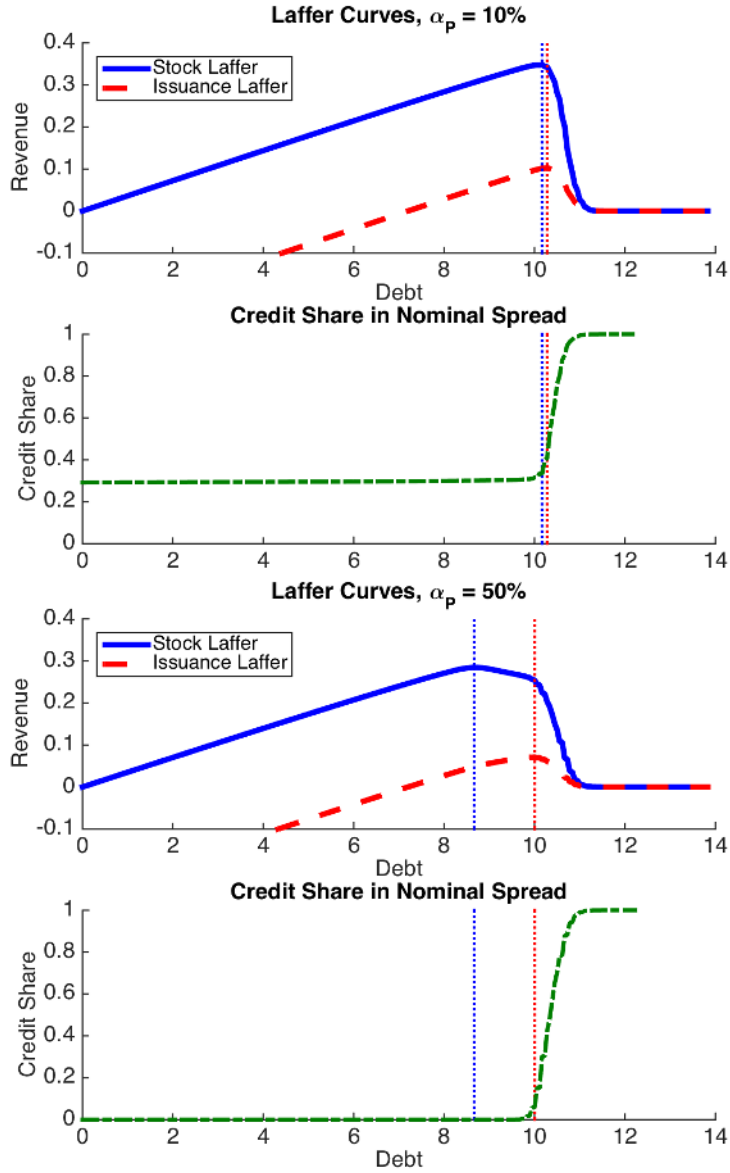 Laffer Curves, αP = 10%
Revenue
0.4
0.3
0.2
0.1
0
-0.1
Stock Laffer
Issuance Laffer
0 2 4 6 8 10 12 14
Debt
Credit Share in Nominal Spread
Credit Share
1
0.8
0.6
0.4
0.2
0
0 2 4 6 8 10 12 14
Laffer Curves, αP = 50%
Revenue
0.4
0.3
0.2
0.1
0
-0.1
Stock Laffer
Issuance Laffer
0 2 4 6 8 10 12 14
Debt
Credit Share in Nominal Spread
Credit Share
1
0.8
0.6
0.4
0.2
0
0 2 4 6 8 10 12 14